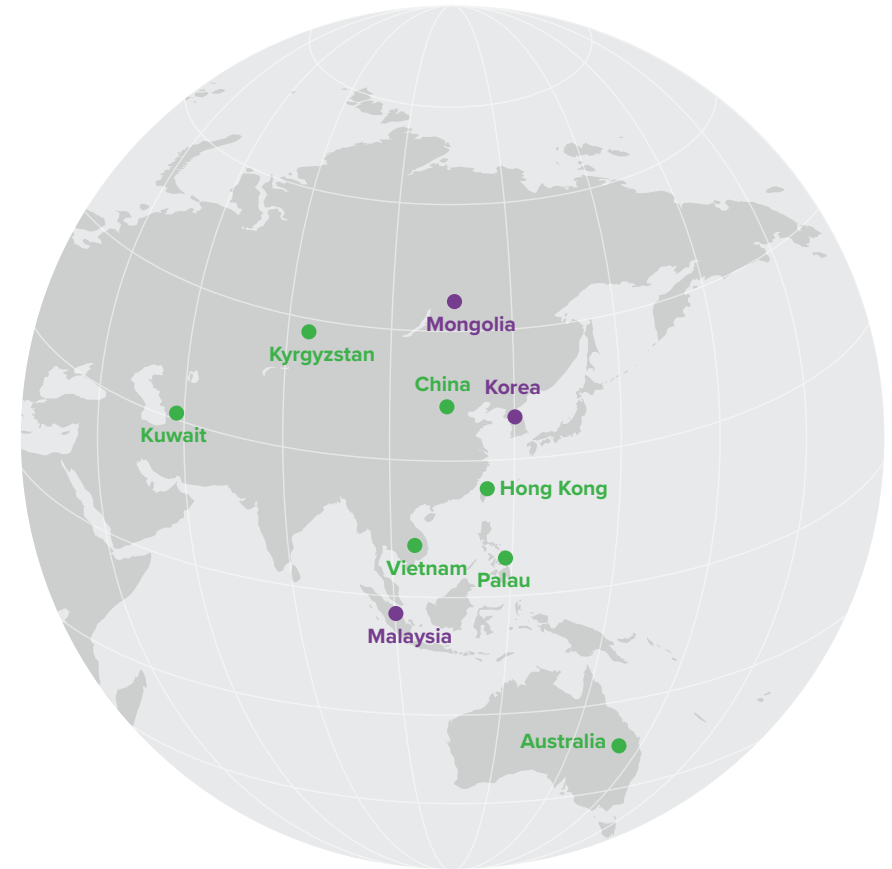 Mongolia
Kyrgyzstan
China
Korea
Kuwait
Hong Kong
Vietnam
Palau
Malaysia
Australia